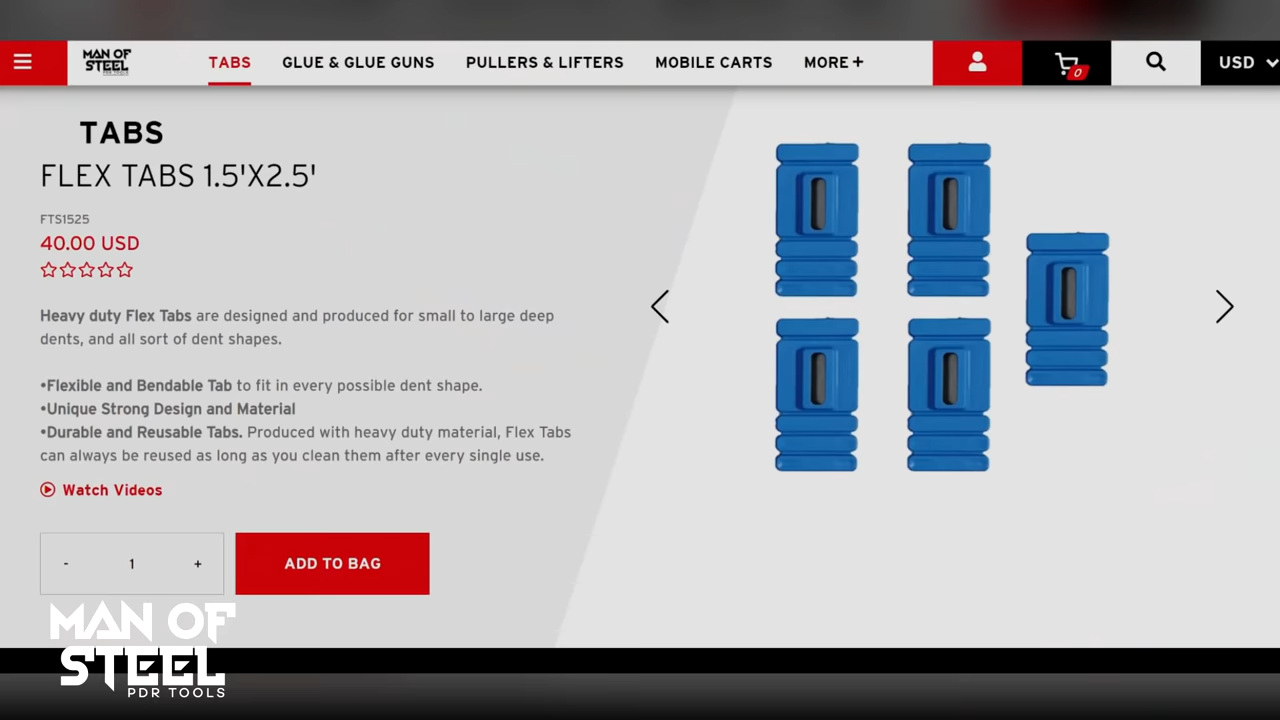 MAN OF
STEEL
TABS
GLUE & GLUE GUNS
PULLERS & LIFTERS
MOBILE CARTS
MORE +
0
USD
TABS
FLEX TABS 1.5'X2.5'
FTS1525
40.00 USD
Heavy duty Flex Tabs are designed and produced for small to large deep
dents, and all sort of dent shapes.
•Flexible and Bendable Tab to fit in every possible dent shape.
•Unique Strong Design and Material
•Durable and Reusable Tabs. Produced with heavy duty material, Flex Tabs
can always be reused as long as you clean them after every single use.
Watch Videos
- 1 +
ADD TO BAG
MAN OF
STEEL
PDR TOOLS